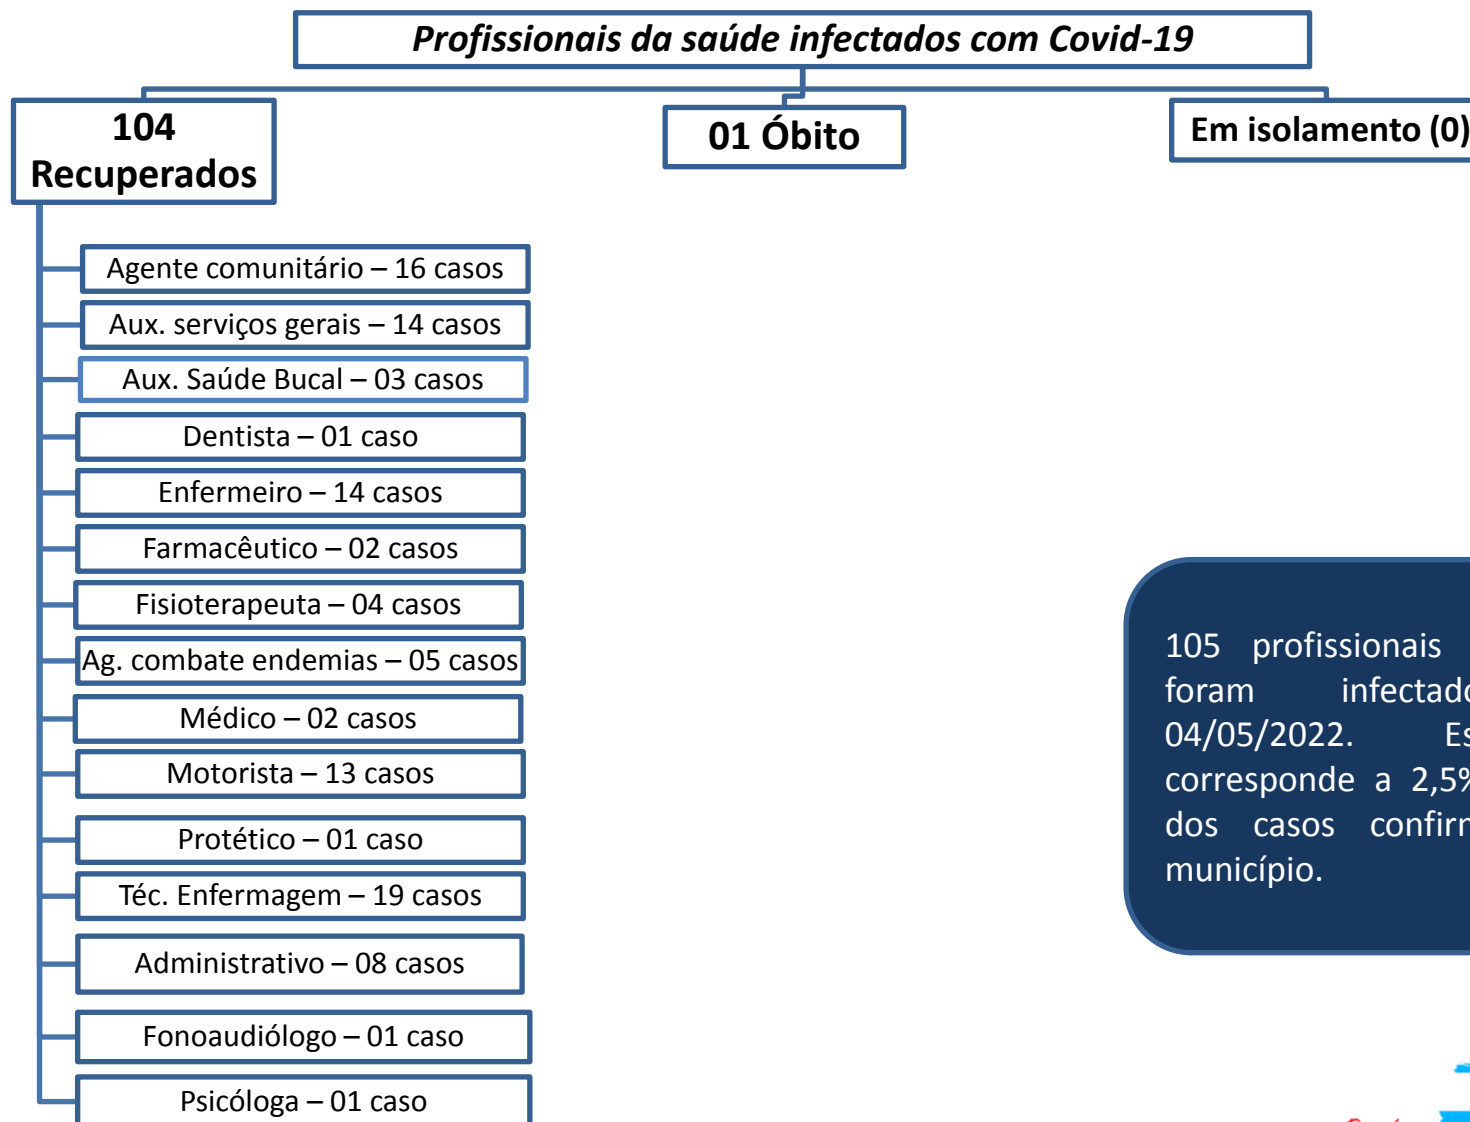 Profissionais da saúde infectados com Covid-19
104
Recuperados
01 Óbito
Em isolamento (0)
Agente comunitário – 16 casos
Aux. serviços gerais – 14 casos
Aux. Saúde Bucal – 03 casos
Dentista – 01 caso
Enfermeiro – 14 casos
Farmacêutico – 02 casos
Fisioterapeuta – 04 casos
Ag. combate endemias – 05 casos
Médico – 02 casos
Motorista – 13 casos
Protético – 01 caso
Téc. Enfermagem – 19 casos
Administrativo – 08 casos
Fonoaudiólogo – 01 caso
Psicóloga – 01 caso
105 profissionais
foram
04/05/2022.
corresponde a 2,5%
dos casos
município.